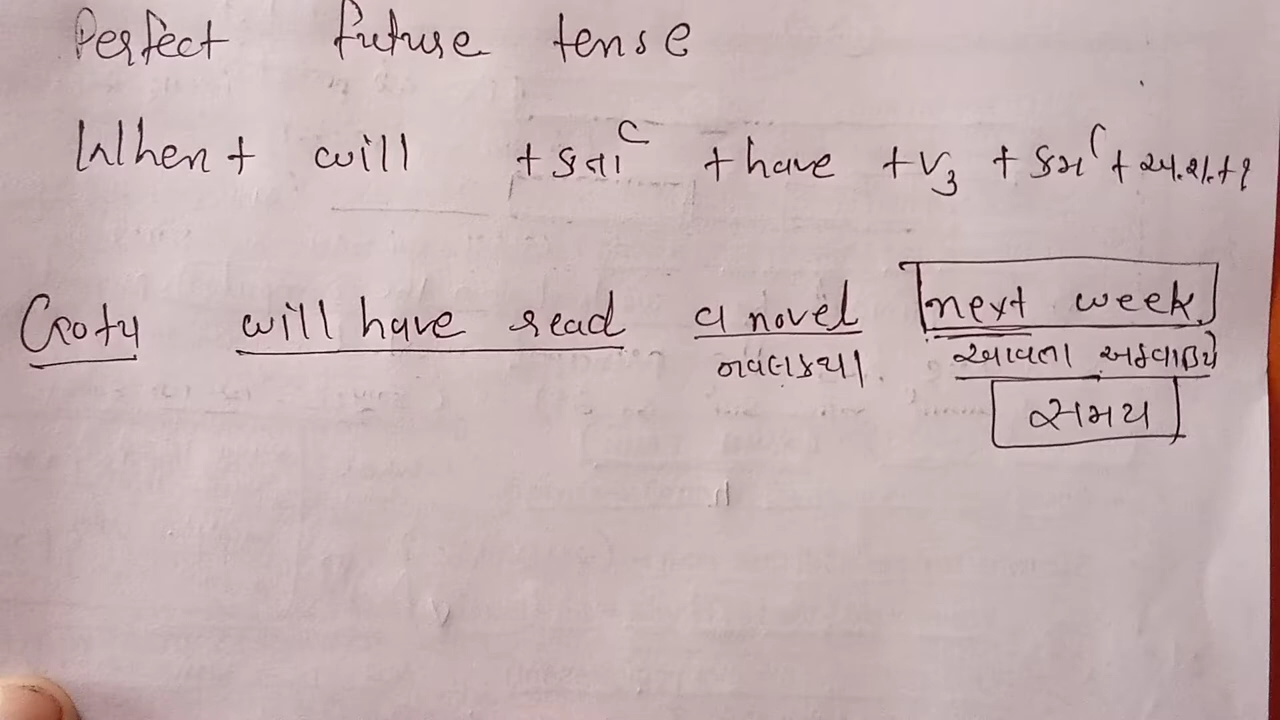 Perfect future tense
When + will + કર્તા + have + V3 + કર્મ + અ.શ. + ?
Goty will have read a novel next week
નવલકથા. આવતા અઠવાડિયે
સમય